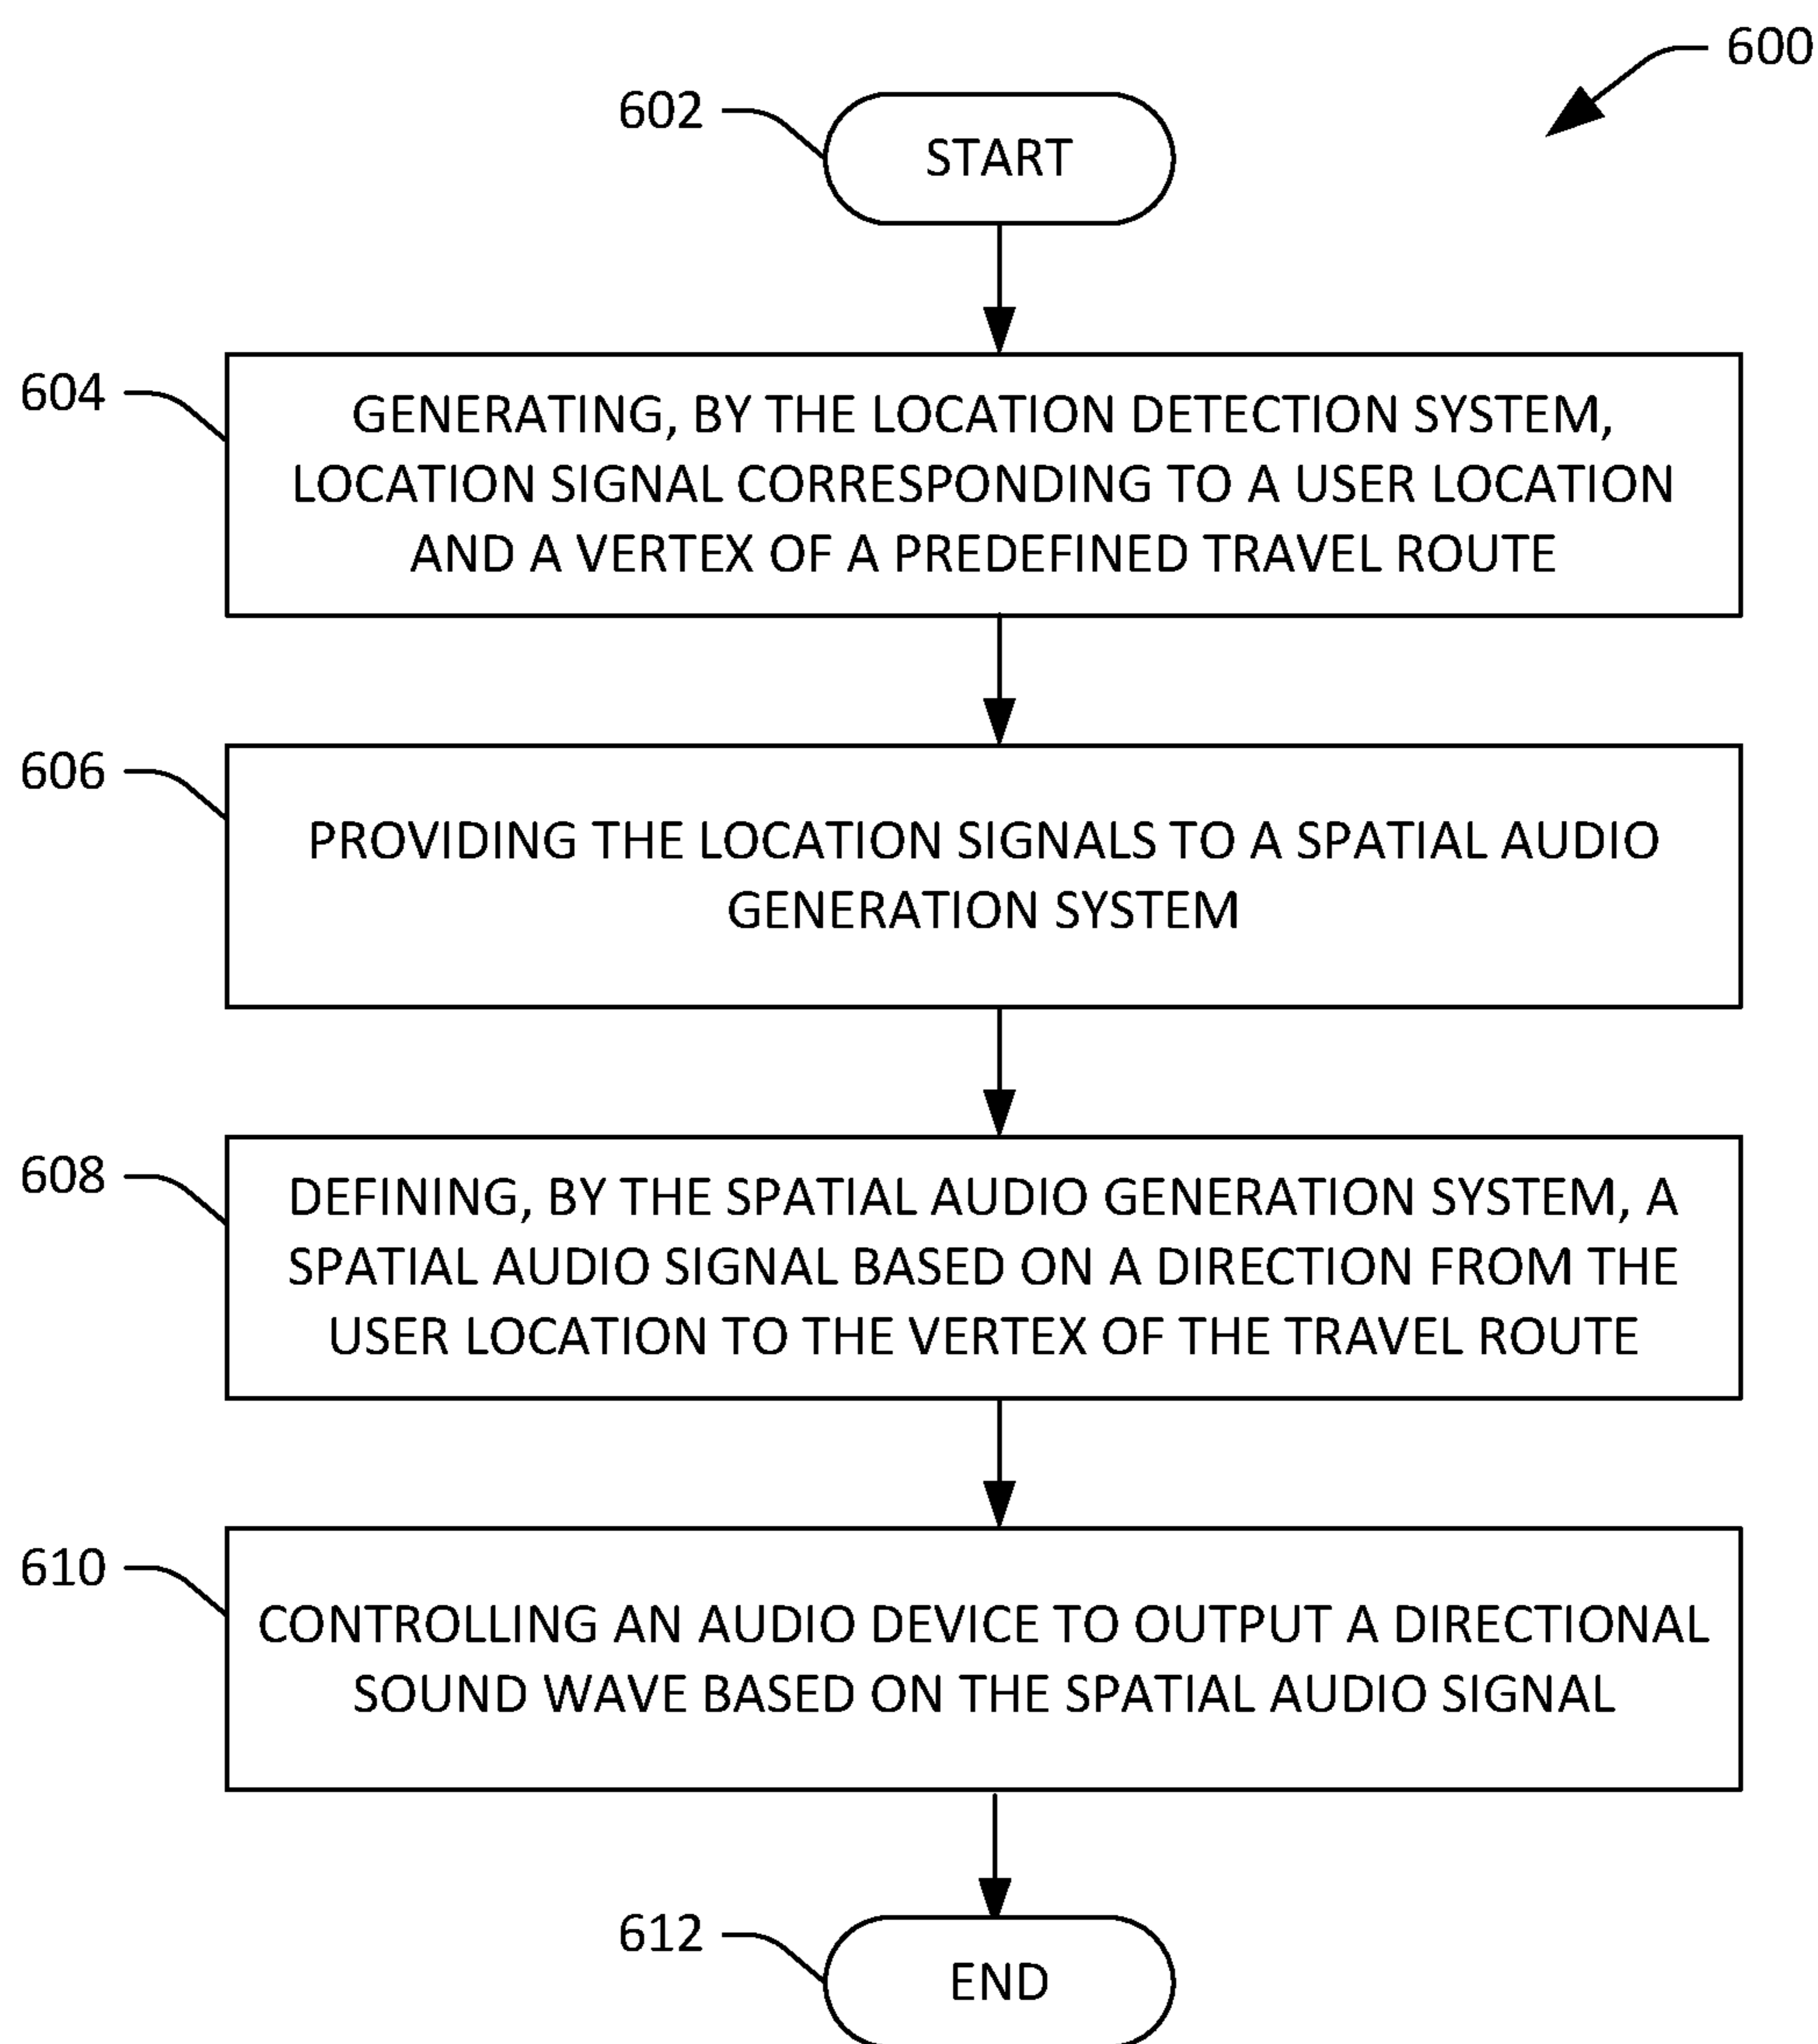 600
602
START
604
GENERATING, BY THE LOCATION DETECTION SYSTEM,
LOCATION SIGNAL CORRESPONDING TO A USER LOCATION
AND A VERTEX OF A PREDEFINED TRAVEL ROUTE
606
PROVIDING THE LOCATION SIGNALS TO A SPATIAL AUDIO
GENERATION SYSTEM
608
DEFINING, BY THE SPATIAL AUDIO GENERATION SYSTEM, A
SPATIAL AUDIO SIGNAL BASED ON A DIRECTION FROM THE
USER LOCATION TO THE VERTEX OF THE TRAVEL ROUTE
610
CONTROLLING AN AUDIO DEVICE TO OUTPUT A DIRECTIONAL
SOUND WAVE BASED ON THE SPATIAL AUDIO SIGNAL
612
END